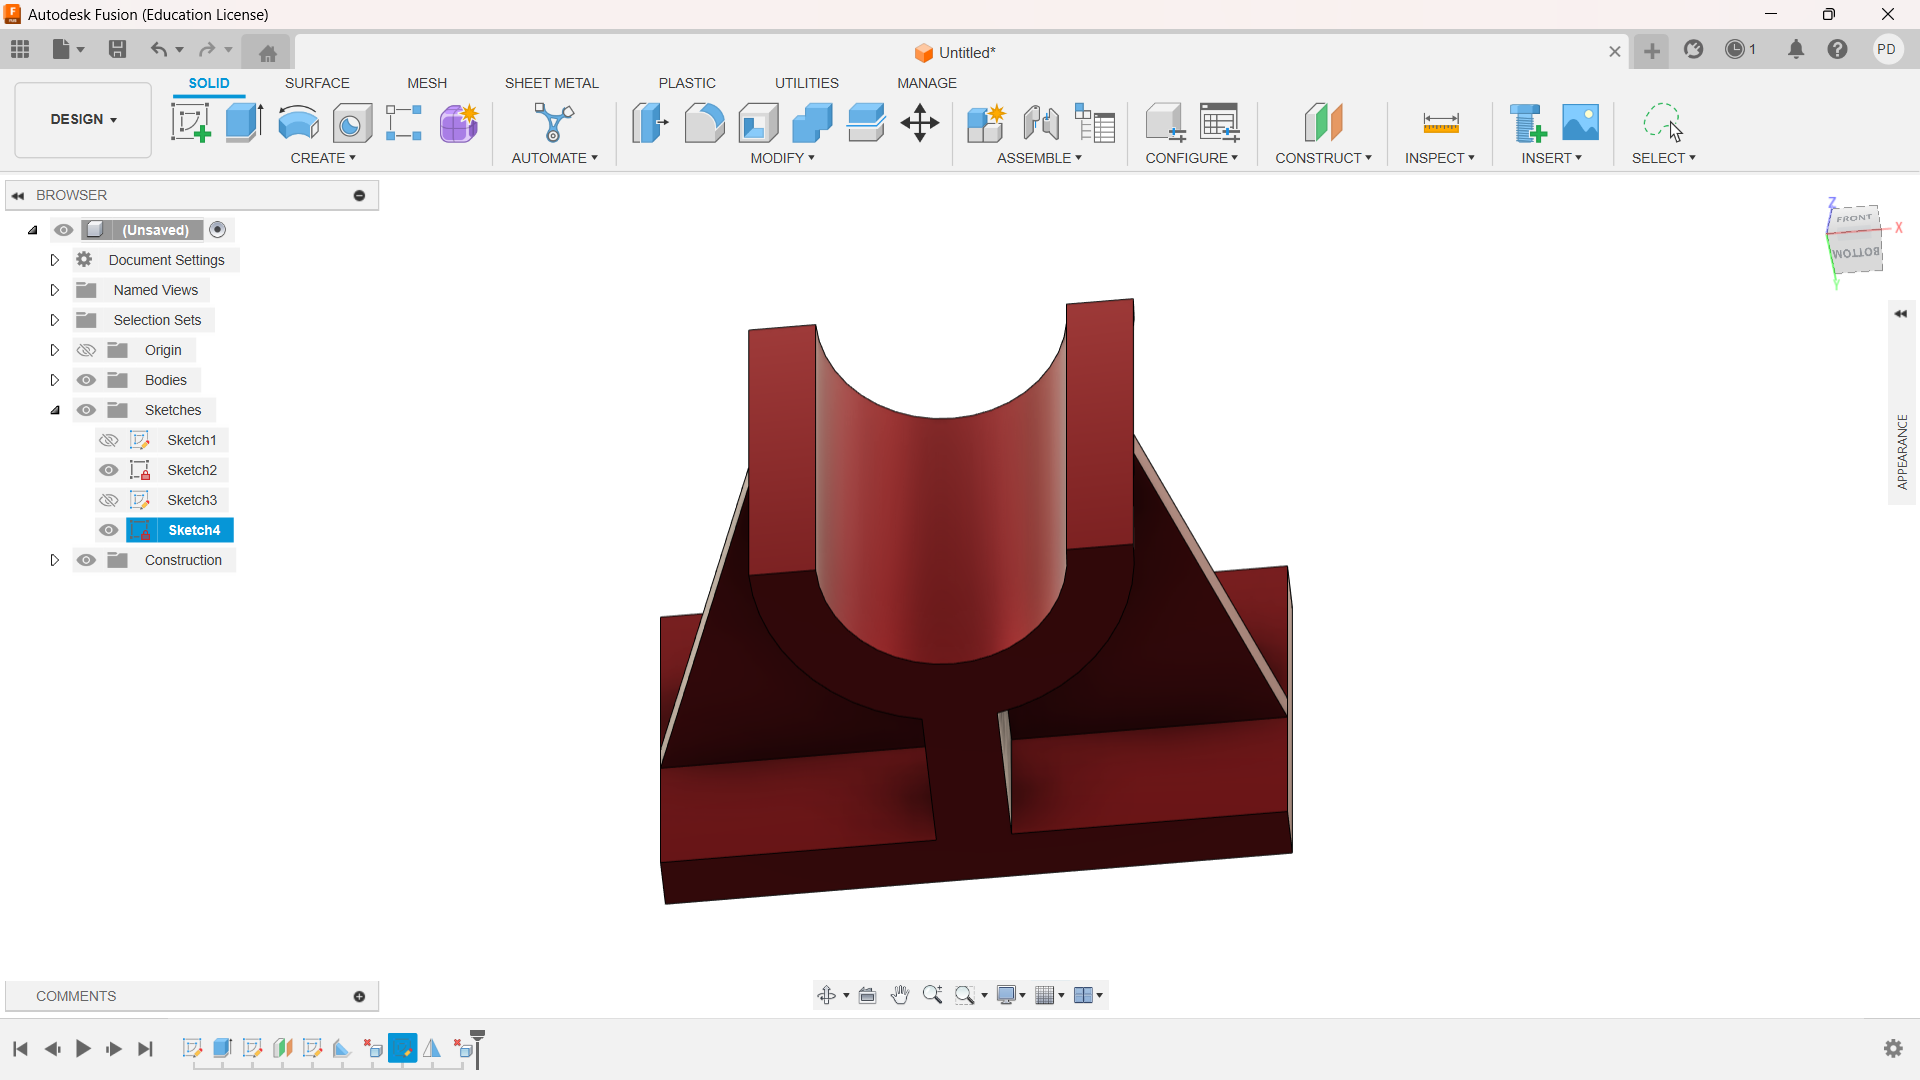 Autodesk Fusion (Education License)
Untitled*
1
PD
SOLID
SURFACE
MESH
SHEET METAL
PLASTIC
UTILITIES
MANAGE
DESIGN
CREATE
AUTOMATE
MODIFY
ASSEMBLE
CONFIGURE
CONSTRUCT
INSPECT
INSERT
SELECT
BROWSER
(Unsaved)
Document Settings
Named Views
Selection Sets
Origin
Bodies
Sketches
Sketch1
Sketch2
Sketch3
Sketch4
Construction
Z
FRONT
X
BOTTOM
Y
APPEARANCE
COMMENTS